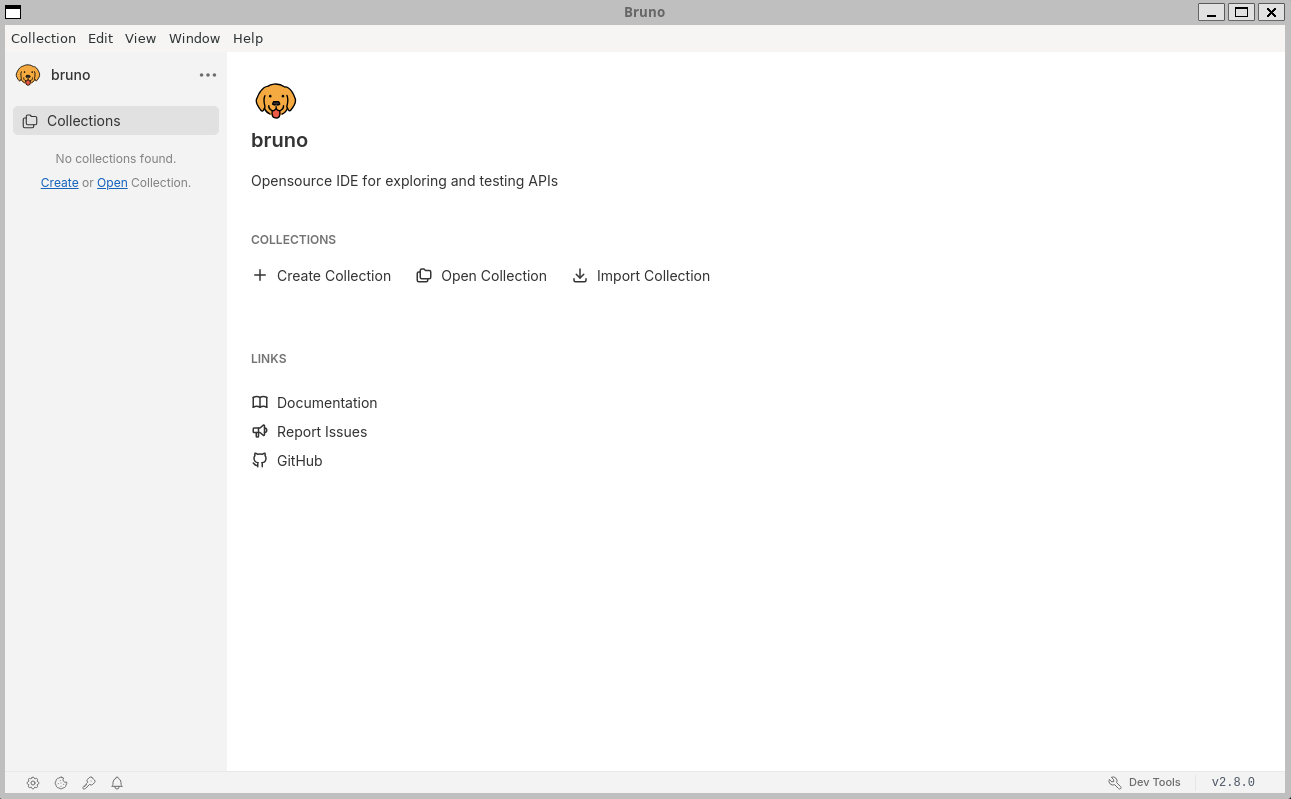 Bruno
Collection Edit View Window Help
bruno
Collections
No collections found.
Create or Open Collection.
bruno
Opensource IDE for exploring and testing APIs
COLLECTIONS
Create Collection Open Collection Import Collection
LINKS
Documentation
Report Issues
GitHub
Dev Tools v2.8.0